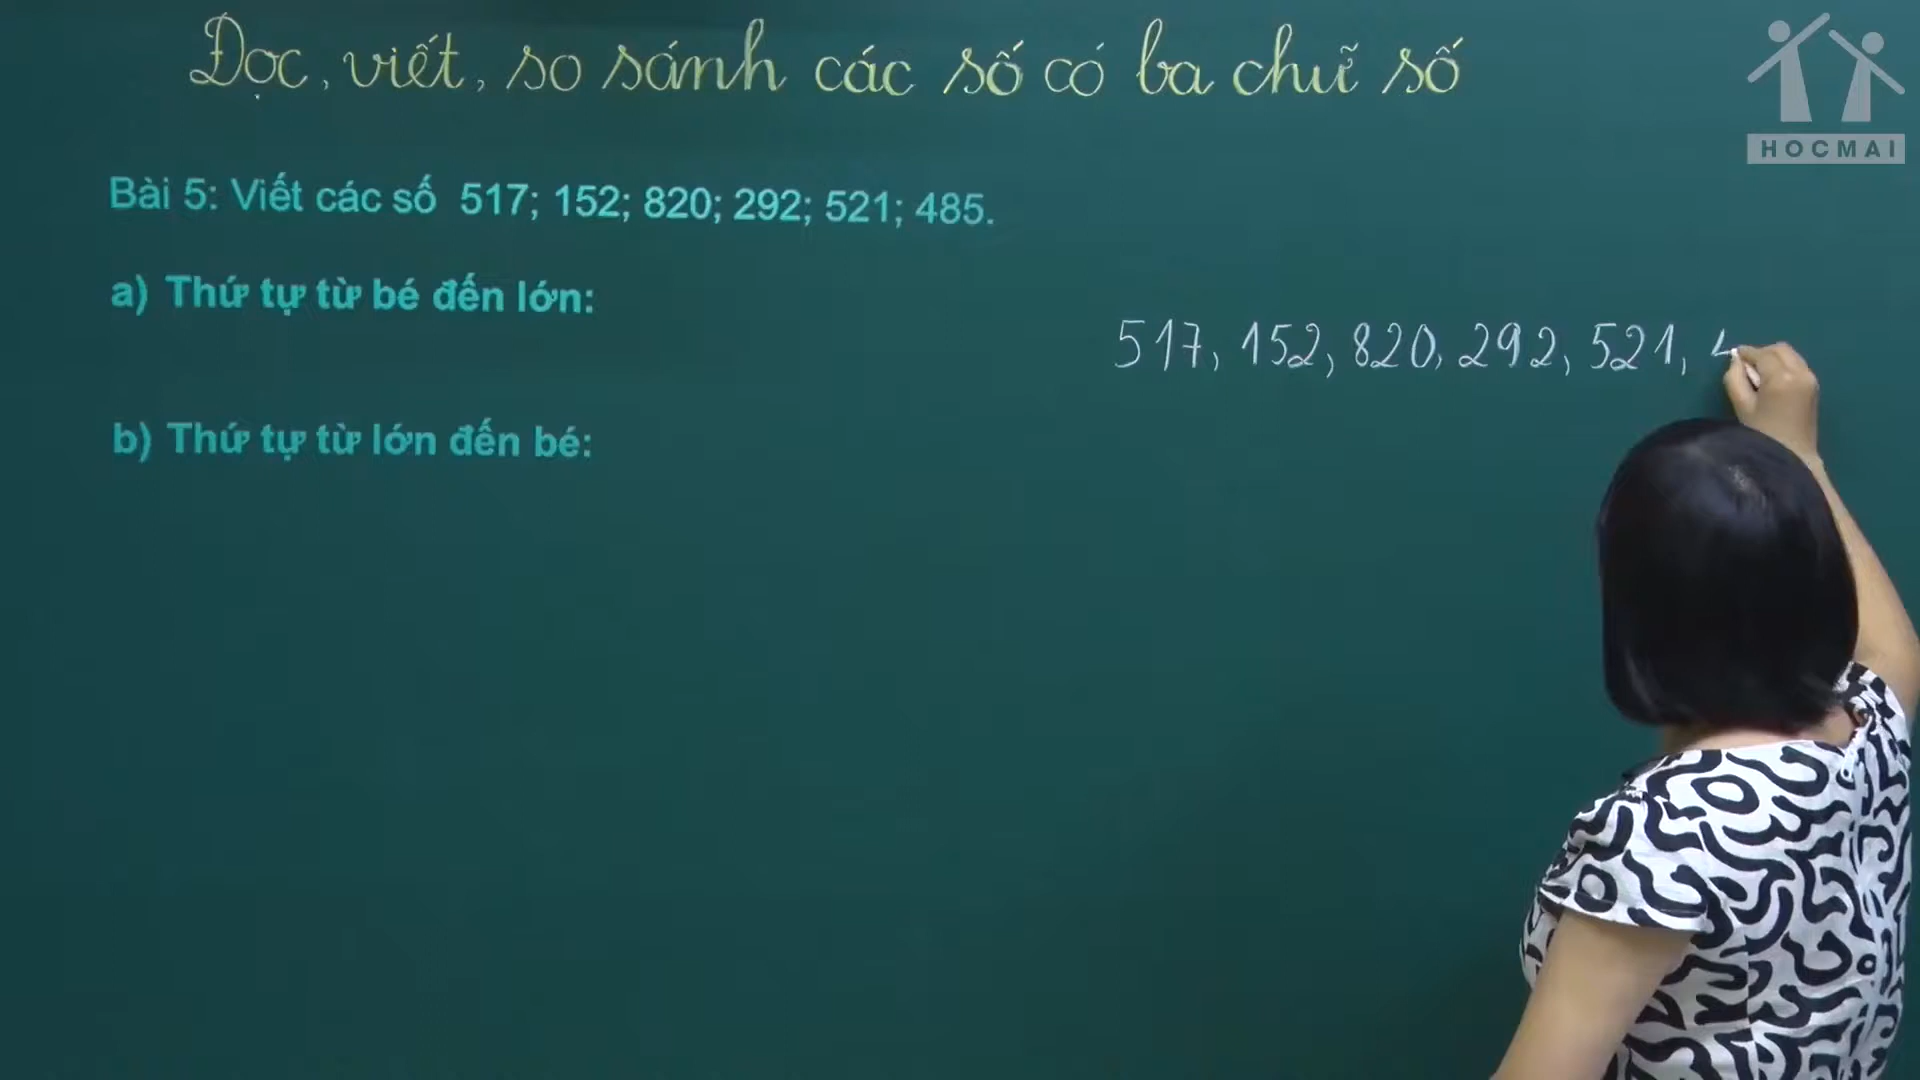 Đọc, viết, so sánh các số có ba chữ số
HOCMAI
Bài 5: Viết các số 517; 152; 820; 292; 521; 485.
a) Thứ tự từ bé đến lớn:
517, 152, 820, 292, 521, 4
b) Thứ tự từ lớn đến bé: